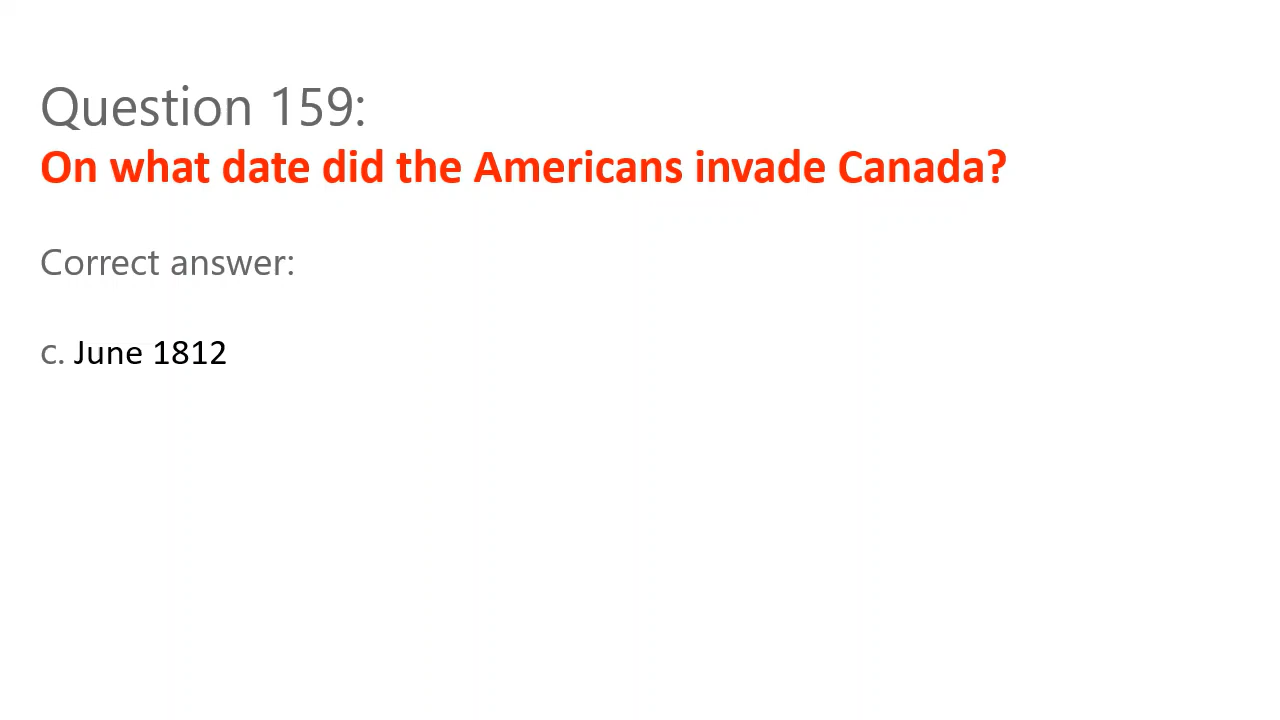 Question 159:
On what date did the Americans invade Canada?
Correct answer:
c. June 1812